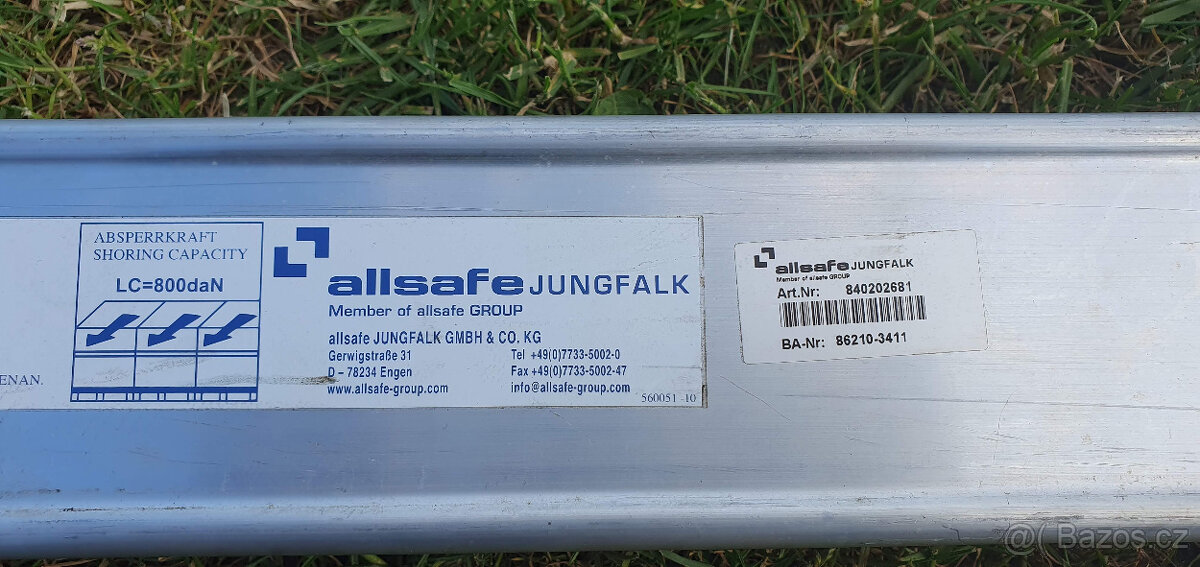 ENAN.
ABSPERRKRAFT
SHORING CAPACITY
LC=800daN
allsafe JUNGFALK
Member of allsafe GROUP
allsafe JUNGFALK GMBH & CO. KG
Gerwigstraße 31
D – 78234 Engen
www.allsafe-group.com
Tel +49(0)7733-5002-0
Fax +49(0)7733-5002-47
info@allsafe-group.com
560051 -10
allsafe JUNGFALK
Member of allsafe GROUP
Art.Nr: 840202681
BA-Nr: 86210-3411
Bazos.cz